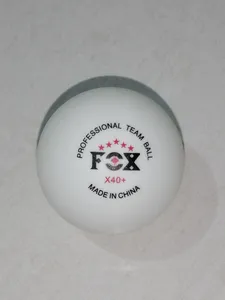 PROFESSIONAL TEAM BALL
FOX
X40+
MADE IN CHINA